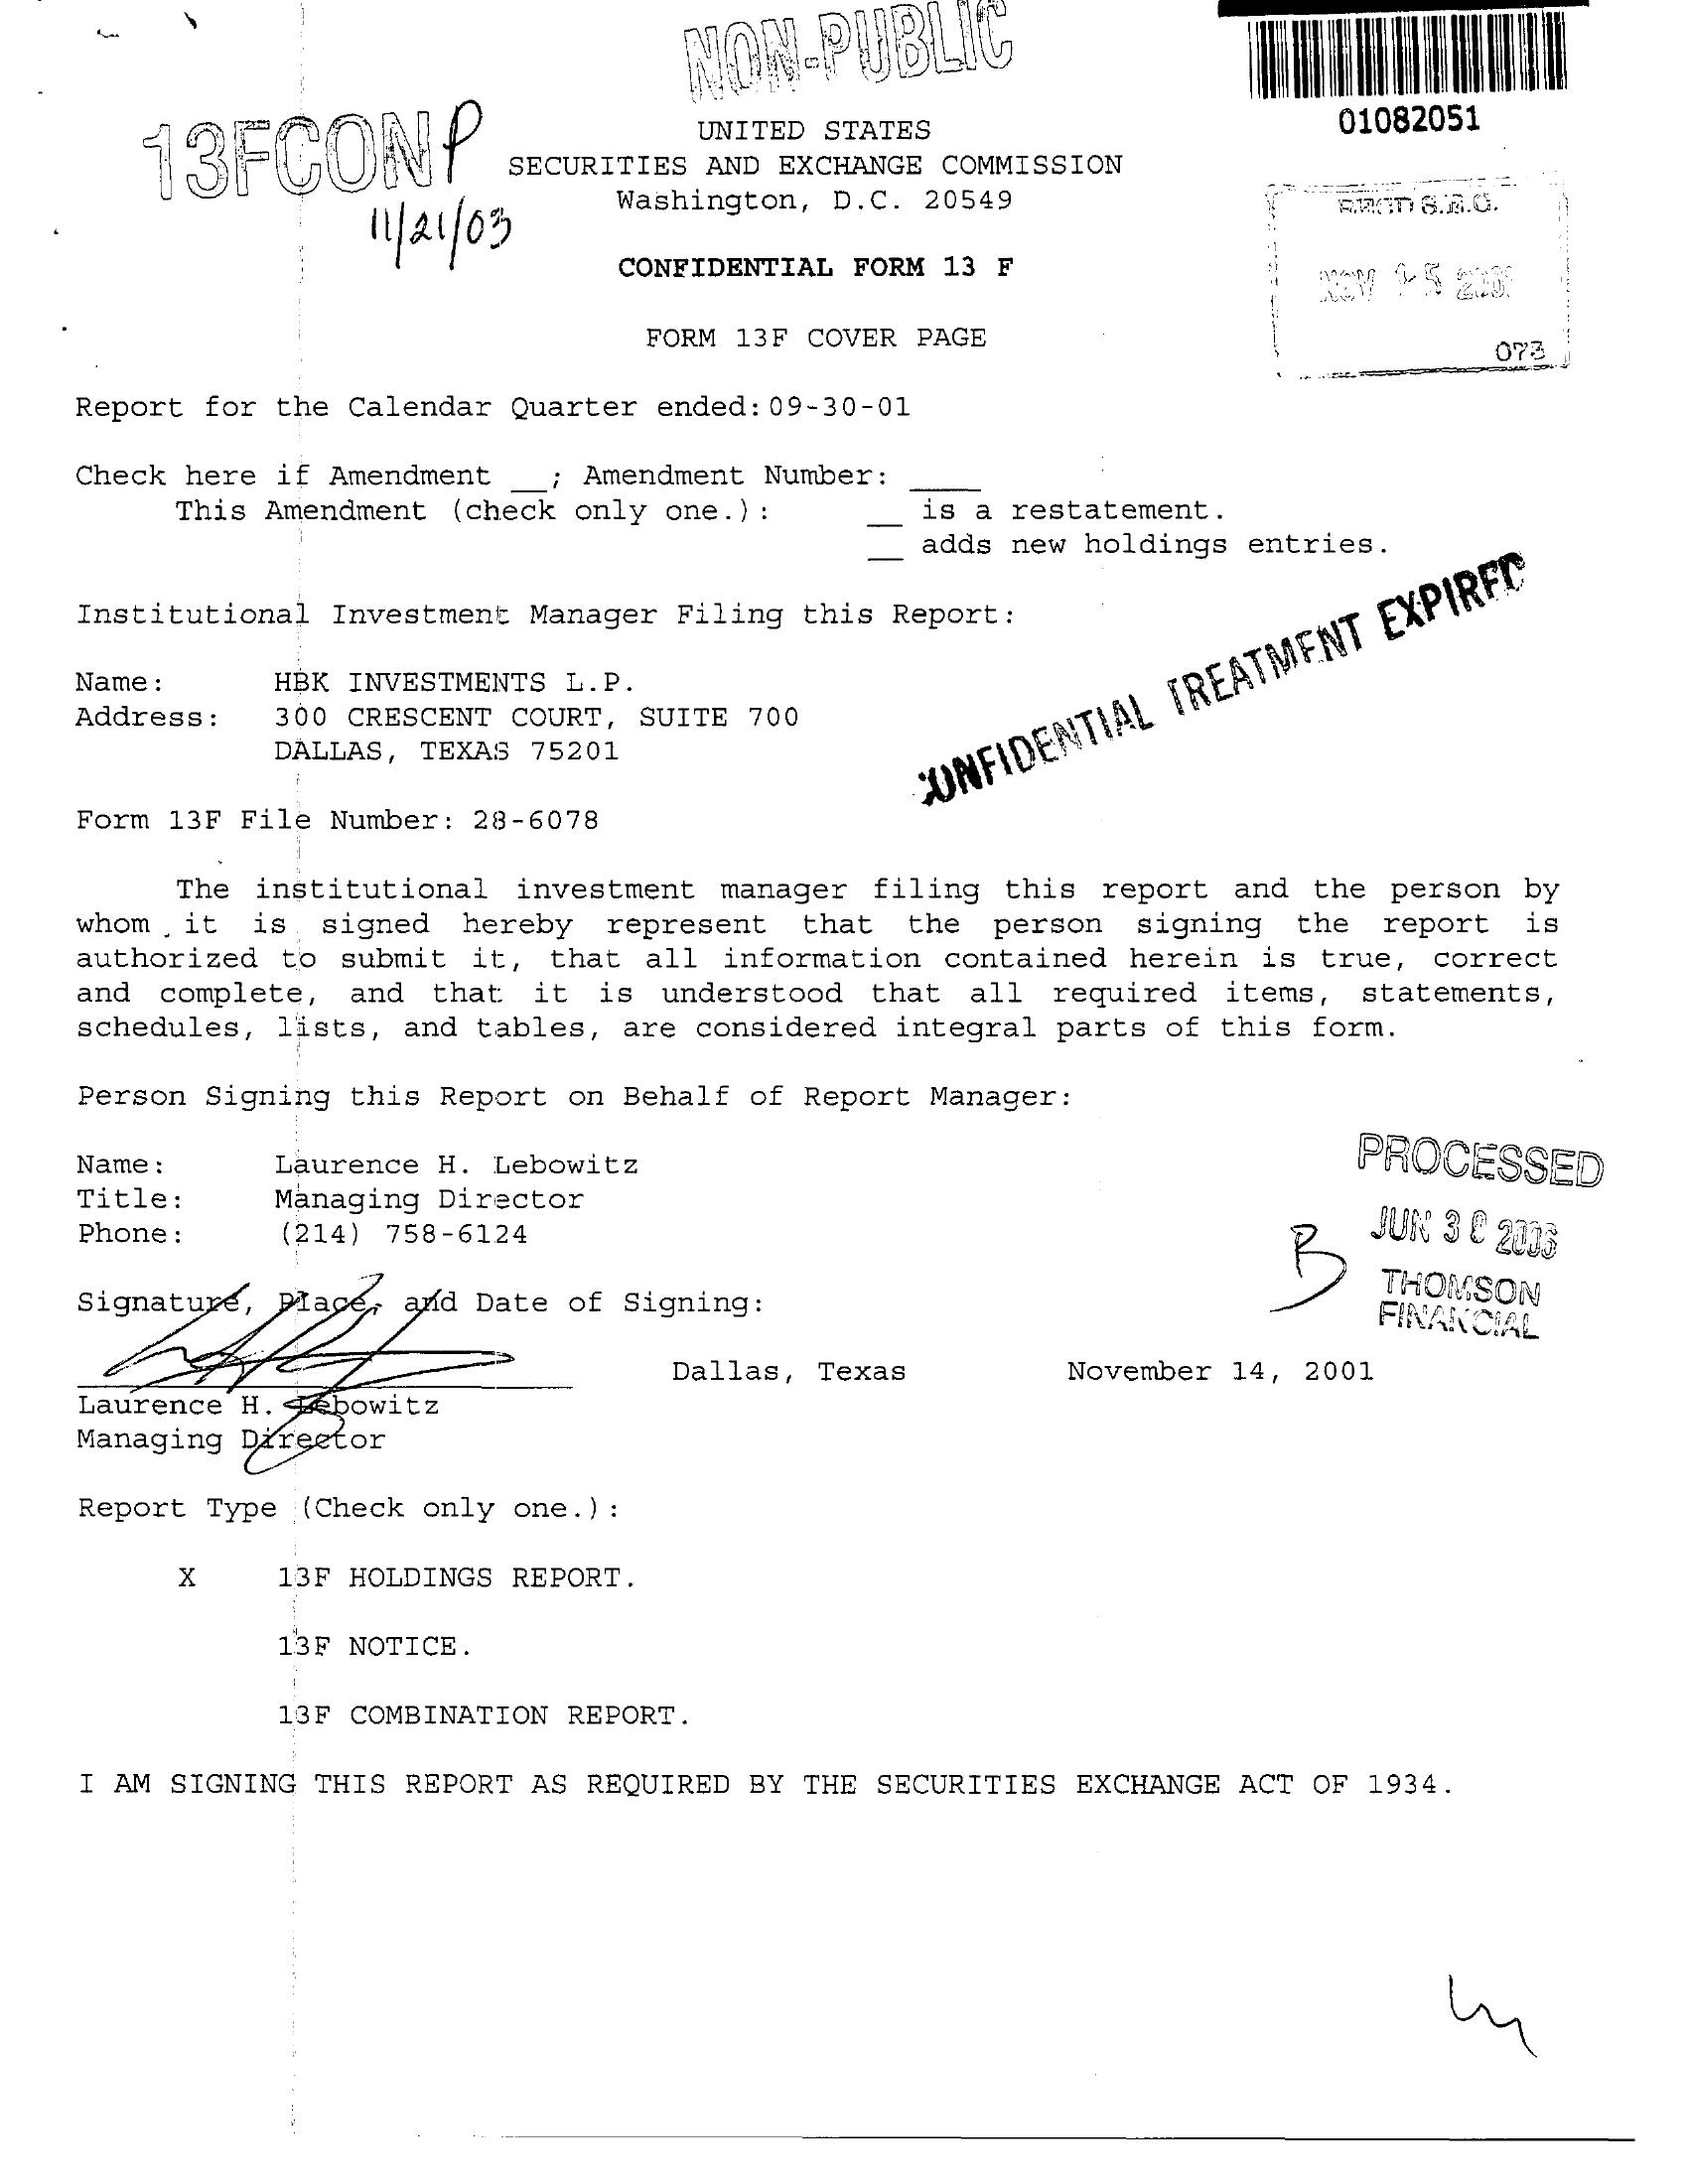 NON-PUBLIC
01082051
13FCONP
11/21/03
UNITED STATES
SECURITIES AND EXCHANGE COMMISSION
Washington, D.C. 20549
REC'D S.E.C.
CONFIDENTIAL FORM 13 F
NOV 15 2001
FORM 13F COVER PAGE
073
Report for the Calendar Quarter ended: 09-30-01
Check here if Amendment __; Amendment Number: ____
This Amendment (check only one.): __ is a restatement.
__ adds new holdings entries.
Institutional Investment Manager Filing this Report:
CONFIDENTIAL TREATMENT EXPIRED
Name: HBK INVESTMENTS L.P.
Address: 300 CRESCENT COURT, SUITE 700
DALLAS, TEXAS 75201
Form 13F File Number: 28-6078
The institutional investment manager filing this report and the person by
whom it is signed hereby represent that the person signing the report is
authorized to submit it, that all information contained herein is true, correct
and complete, and that it is understood that all required items, statements,
schedules, lists, and tables, are considered integral parts of this form.
Person Signing this Report on Behalf of Report Manager:
Name: Laurence H. Lebowitz
Title: Managing Director
Phone: (214) 758-6124
PROCESSED
JUN 30 2006
B
THOMSON
FINANCIAL
Signature, Place, and Date of Signing:
Dallas, Texas November 14, 2001
Laurence H. Lebowitz
Managing Director
Report Type (Check only one.):
X 13F HOLDINGS REPORT.
13F NOTICE.
13F COMBINATION REPORT.
I AM SIGNING THIS REPORT AS REQUIRED BY THE SECURITIES EXCHANGE ACT OF 1934.